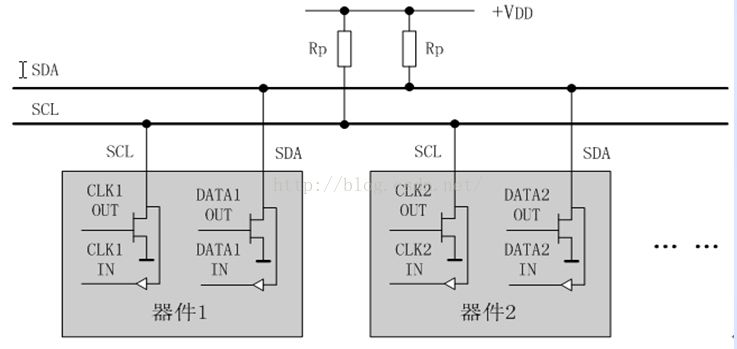 +VDD
Rp
Rp
SDA
SCL
SCL
SDA
SCL
SDA
http://blog.csdn.net/
CLK1
OUT
DATA1
OUT
CLK1
IN
DATA1
IN
器件1
CLK2
OUT
DATA2
OUT
CLK2
IN
DATA2
IN
器件2
... ...